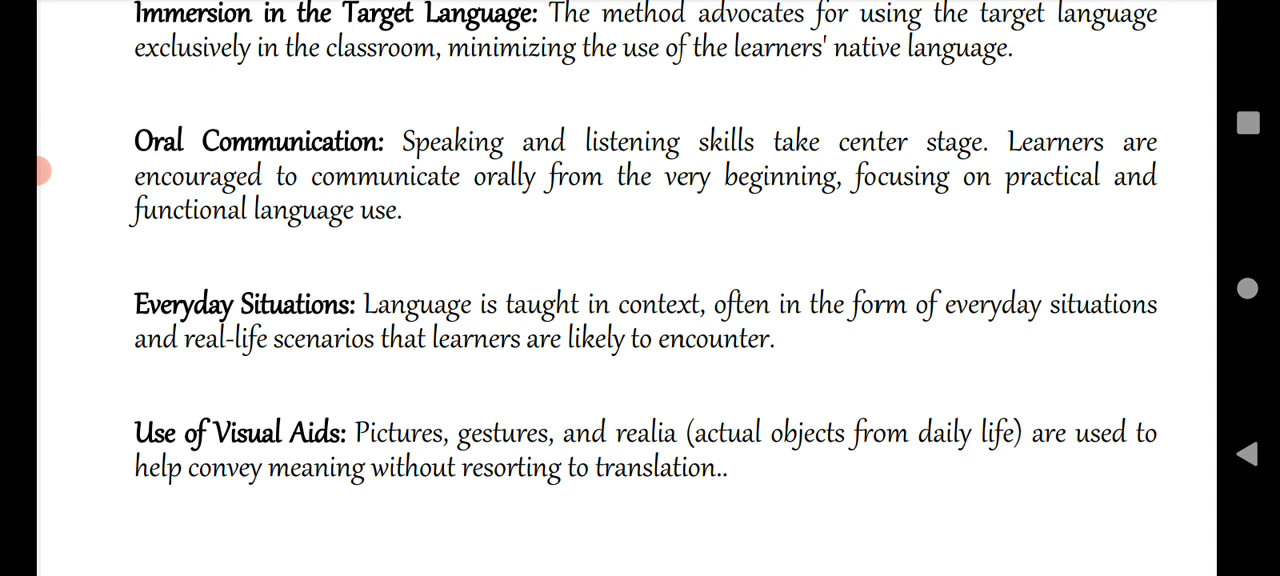 Immersion in the Target Language: The method advocates for using the target language
exclusively in the classroom, minimizing the use of the learners' native language.
Oral Communication: Speaking and listening skills take center stage. Learners are
encouraged to communicate orally from the very beginning, focusing on practical and
functional language use.
Everyday Situations: Language is taught in context, often in the form of everyday situations
and real-life scenarios that learners are likely to encounter.
Use of Visual Aids: Pictures, gestures, and realia (actual objects from daily life) are used to
help convey meaning without resorting to translation..